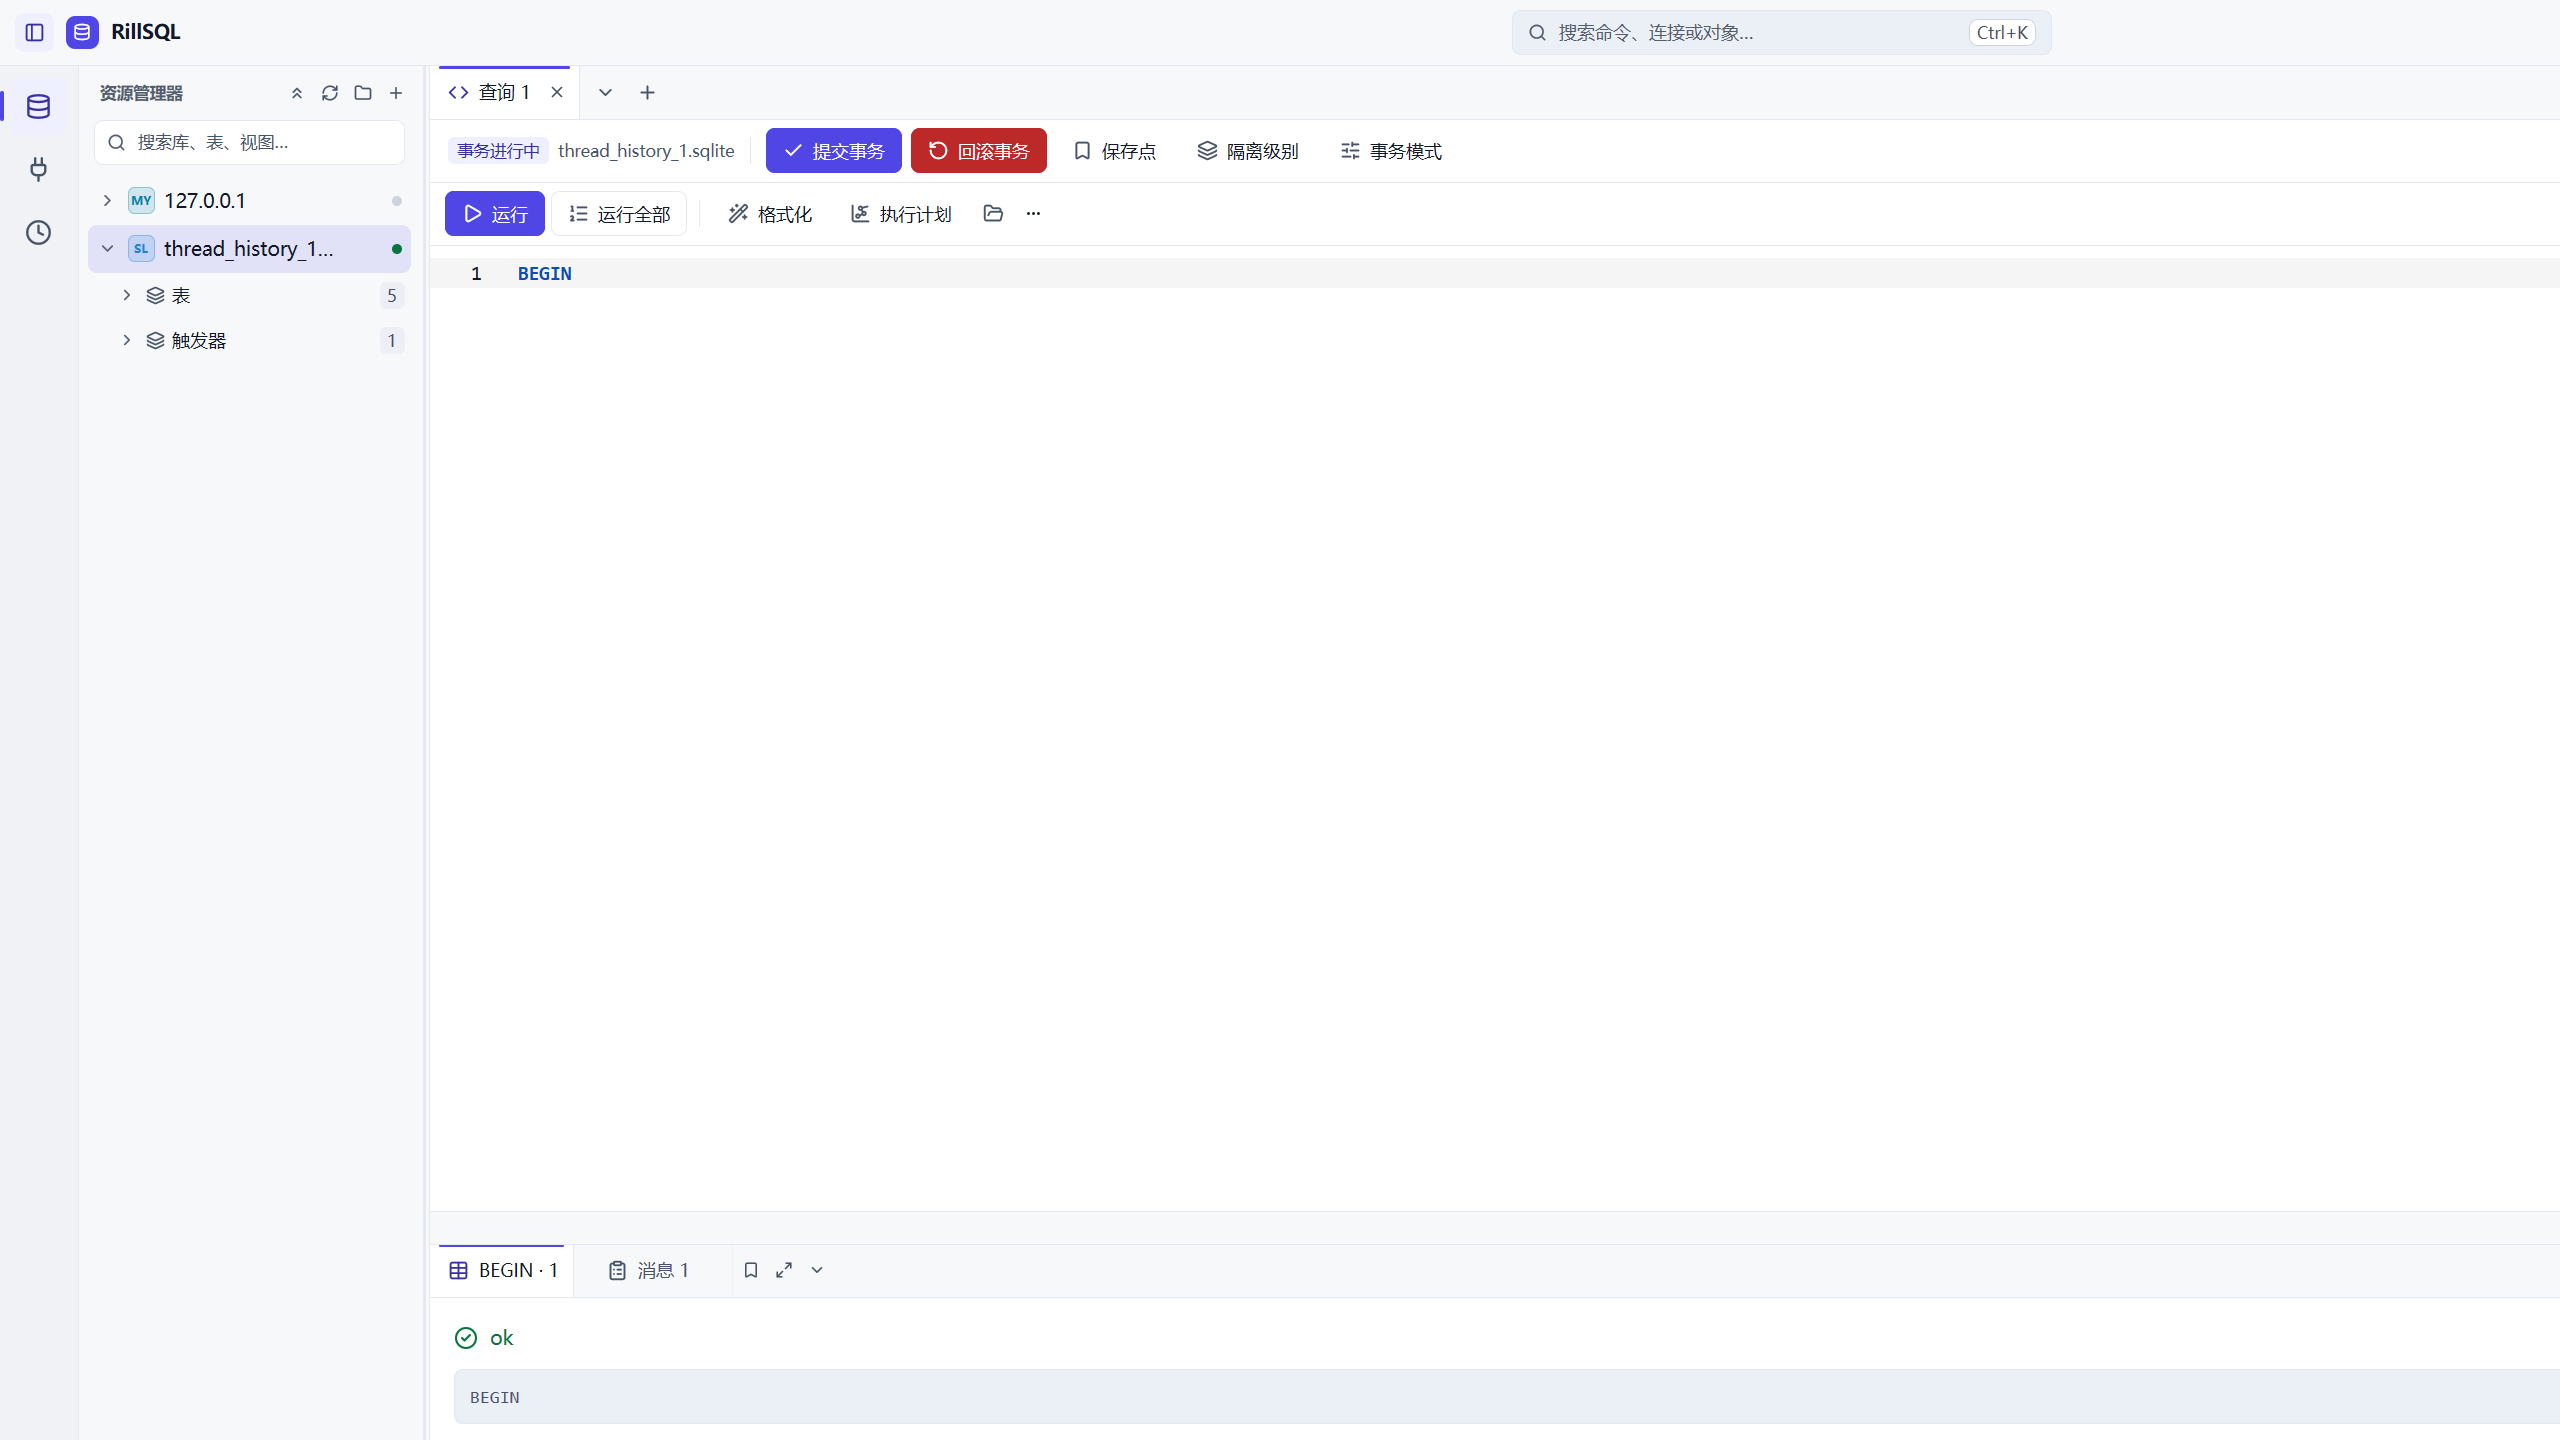 RillSQL
搜索命令、连接或对象... Ctrl+K
资源管理器
搜索库、表、视图...
MY 127.0.0.1
SL thread_history_1...
表 5
触发器 1
查询 1
事务进行中 thread_history_1.sqlite 提交事务 回滚事务 保存点 隔离级别 事务模式
运行 运行全部 格式化 执行计划 ...
1 BEGIN
BEGIN · 1 消息 1
ok
BEGIN